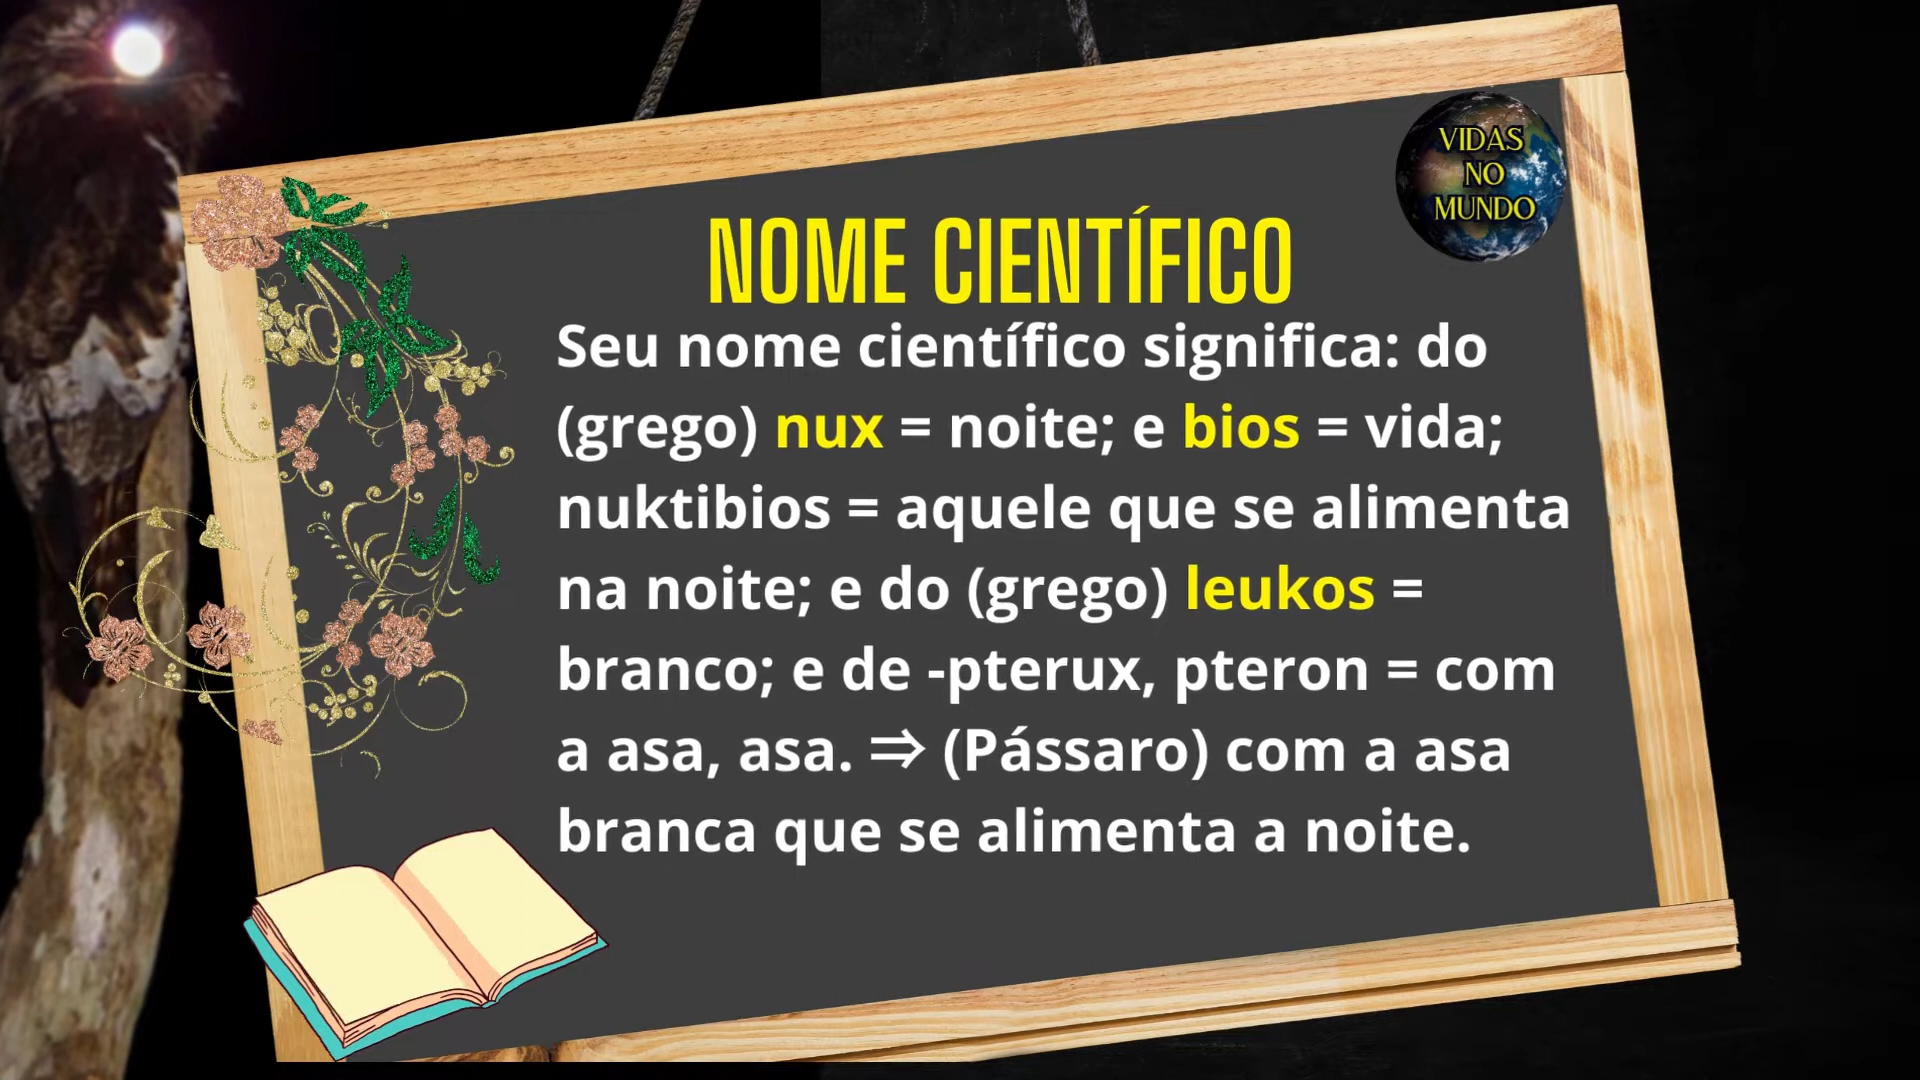 VIDAS
NO
MUNDO
NOME CIENTÍFICO
Seu nome científico significa: do
(grego) nux = noite; e bios = vida;
nuktibios = aquele que se alimenta
na noite; e do (grego) leukos =
branco; e de -pterux, pteron = com
a asa, asa. ⇒ (Pássaro) com a asa
branca que se alimenta a noite.